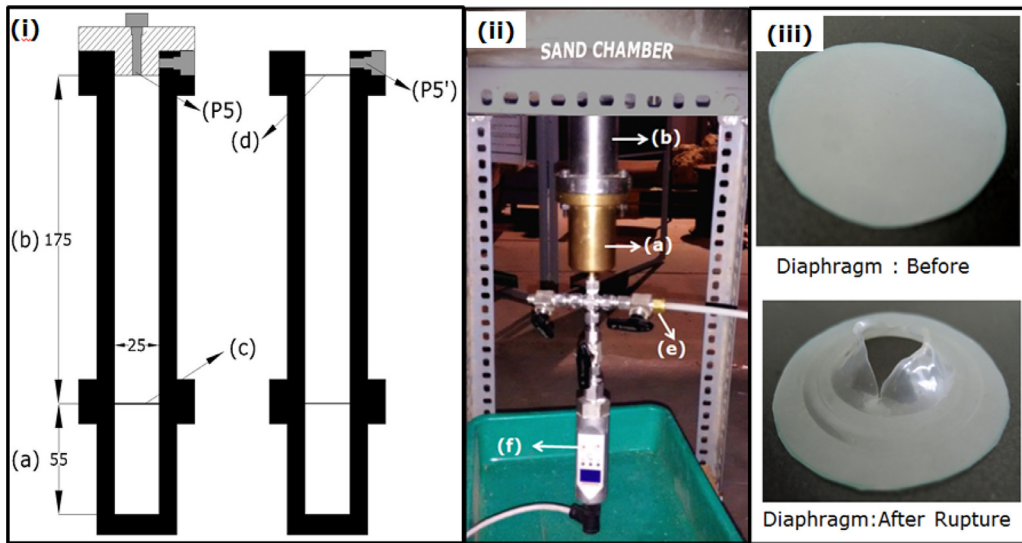 (i)
(P5)
(P5')
(d)
(b) 175
25
(c)
(a) 55
(ii)
SAND CHAMBER
(b)
(a)
(e)
(f)
(iii)
Diaphragm : Before
Diaphragm:After Rupture